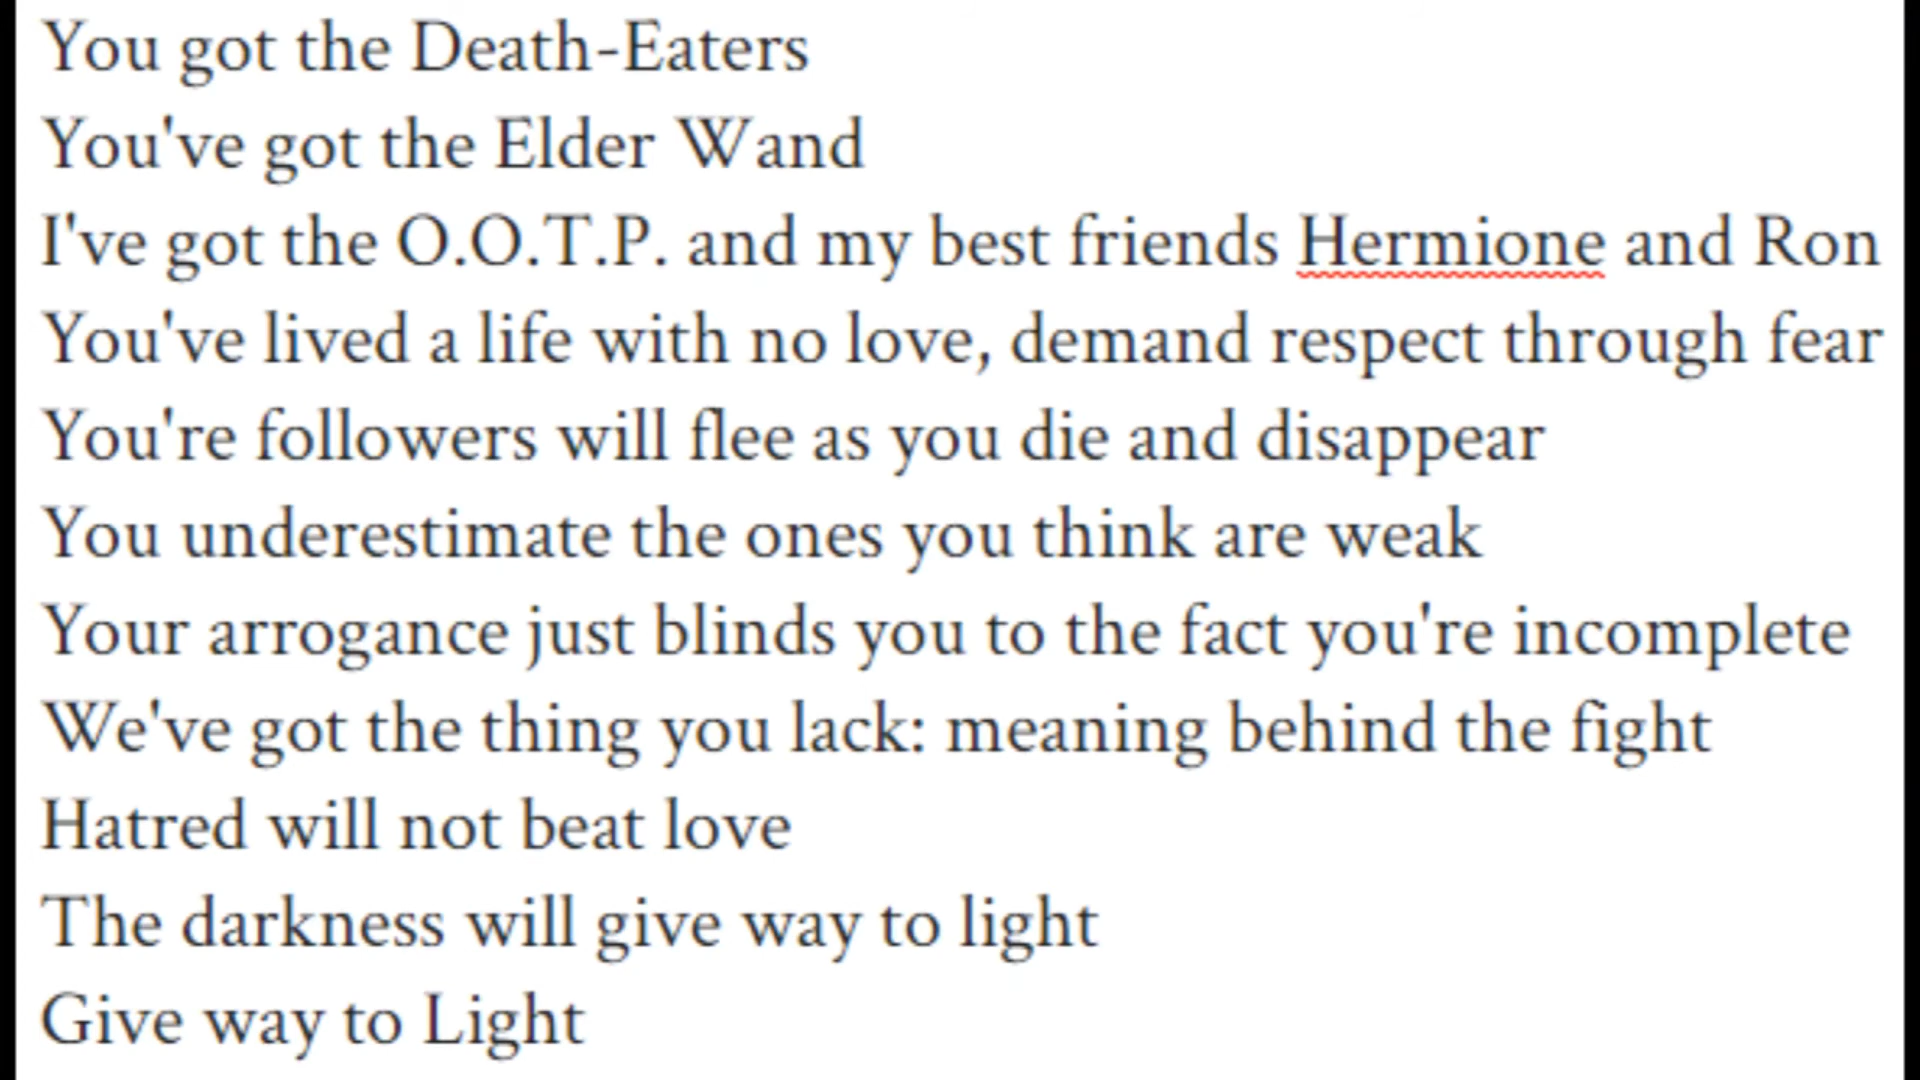 You got the Death-Eaters
You've got the Elder Wand
I've got the O.O.T.P. and my best friends Hermione and Ron
You've lived a life with no love, demand respect through fear
You're followers will flee as you die and disappear
You underestimate the ones you think are weak
Your arrogance just blinds you to the fact you're incomplete
We've got the thing you lack: meaning behind the fight
Hatred will not beat love
The darkness will give way to light
Give way to Light